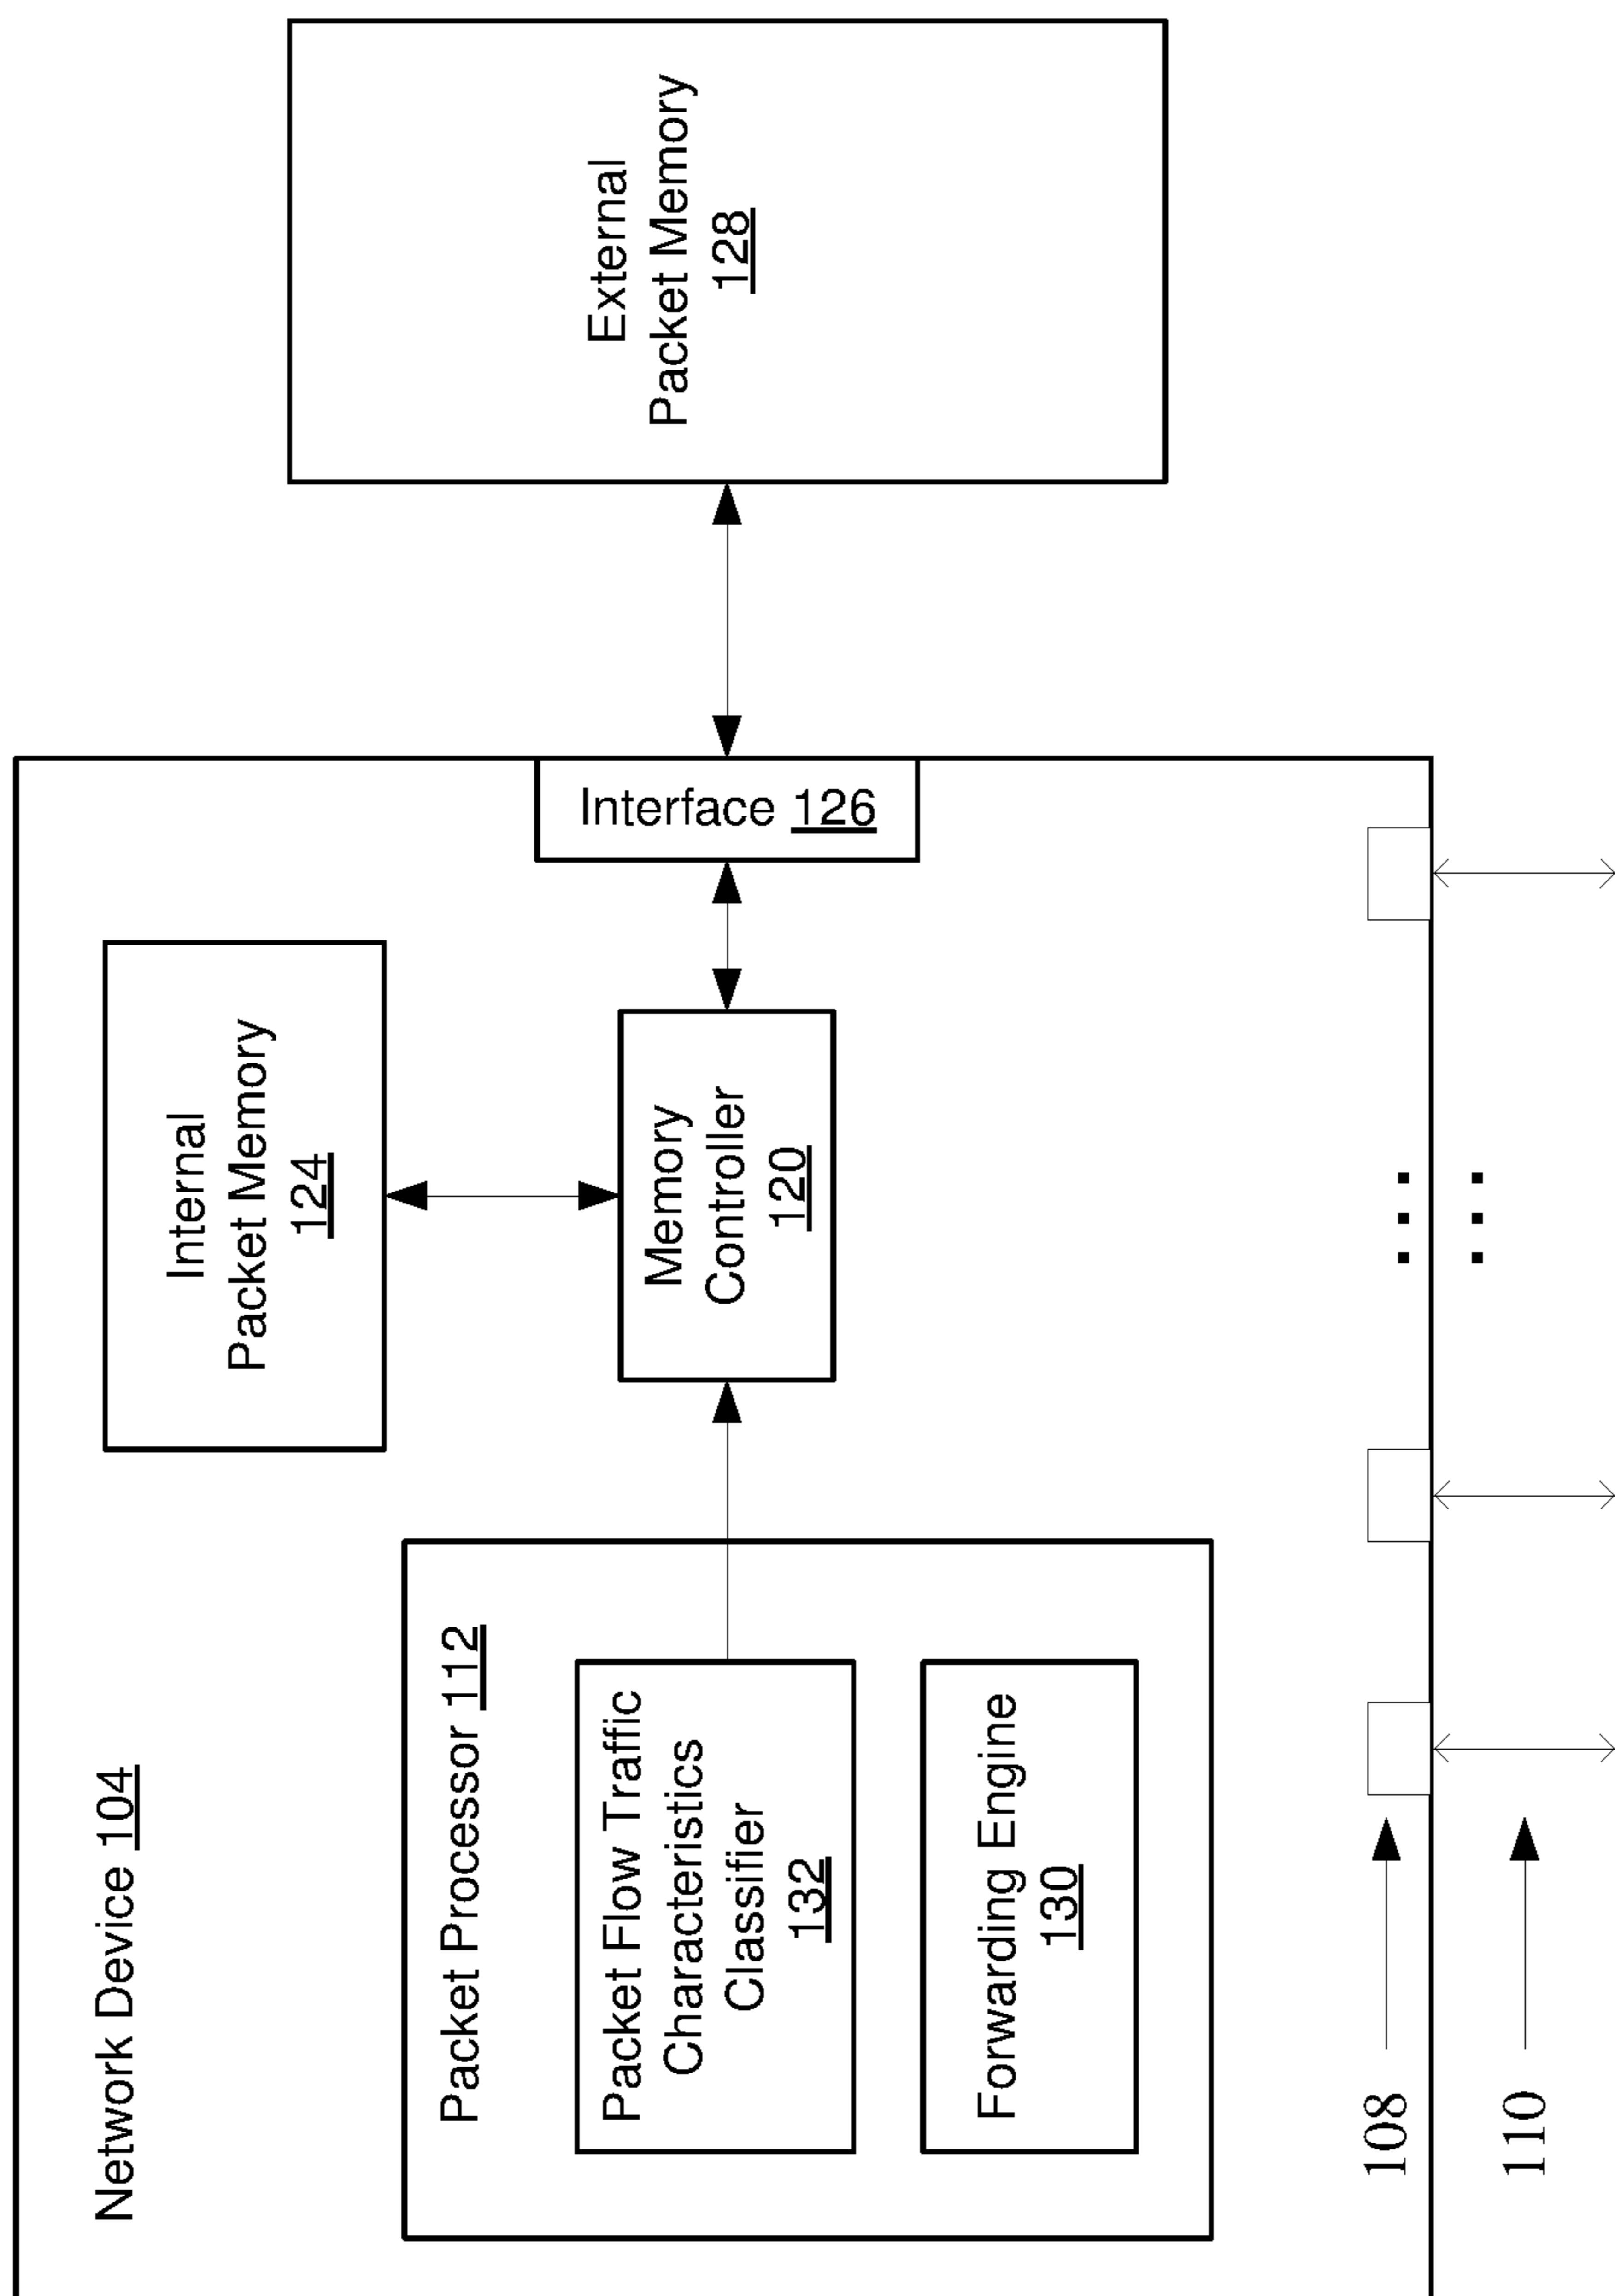 Network Device 104
Packet Processor 112
Packet Flow Traffic
Characteristics
Classifier
132
Forwarding Engine
130
Internal
Packet Memory
124
Memory
Controller
120
Interface 126
External
Packet Memory
128
108
110